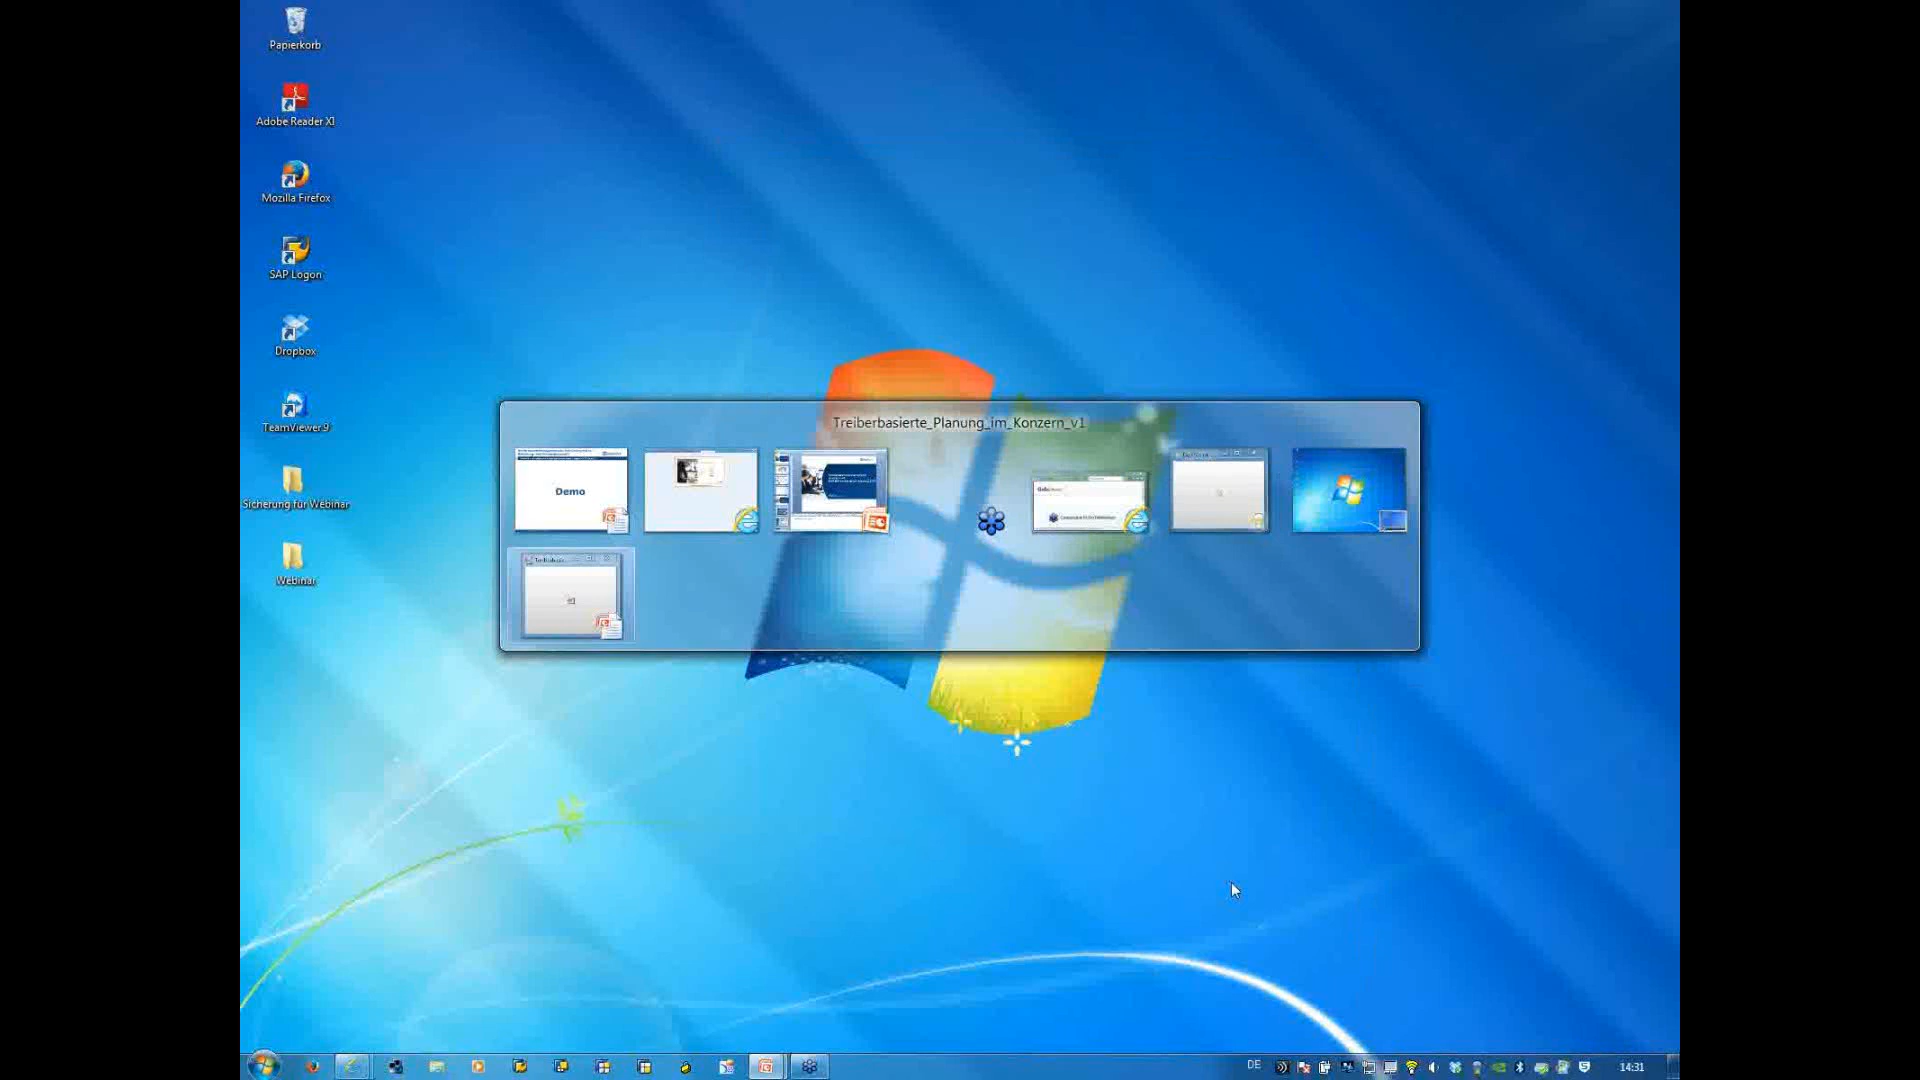 Papierkorb
Adobe Reader XI
Mozilla Firefox
SAP Logon
Dropbox
TeamViewer 9
Sicherung für Webinar
Webinar
Treiberbasierte_Planung_im_Konzern_v1
Demo
DE
14:31